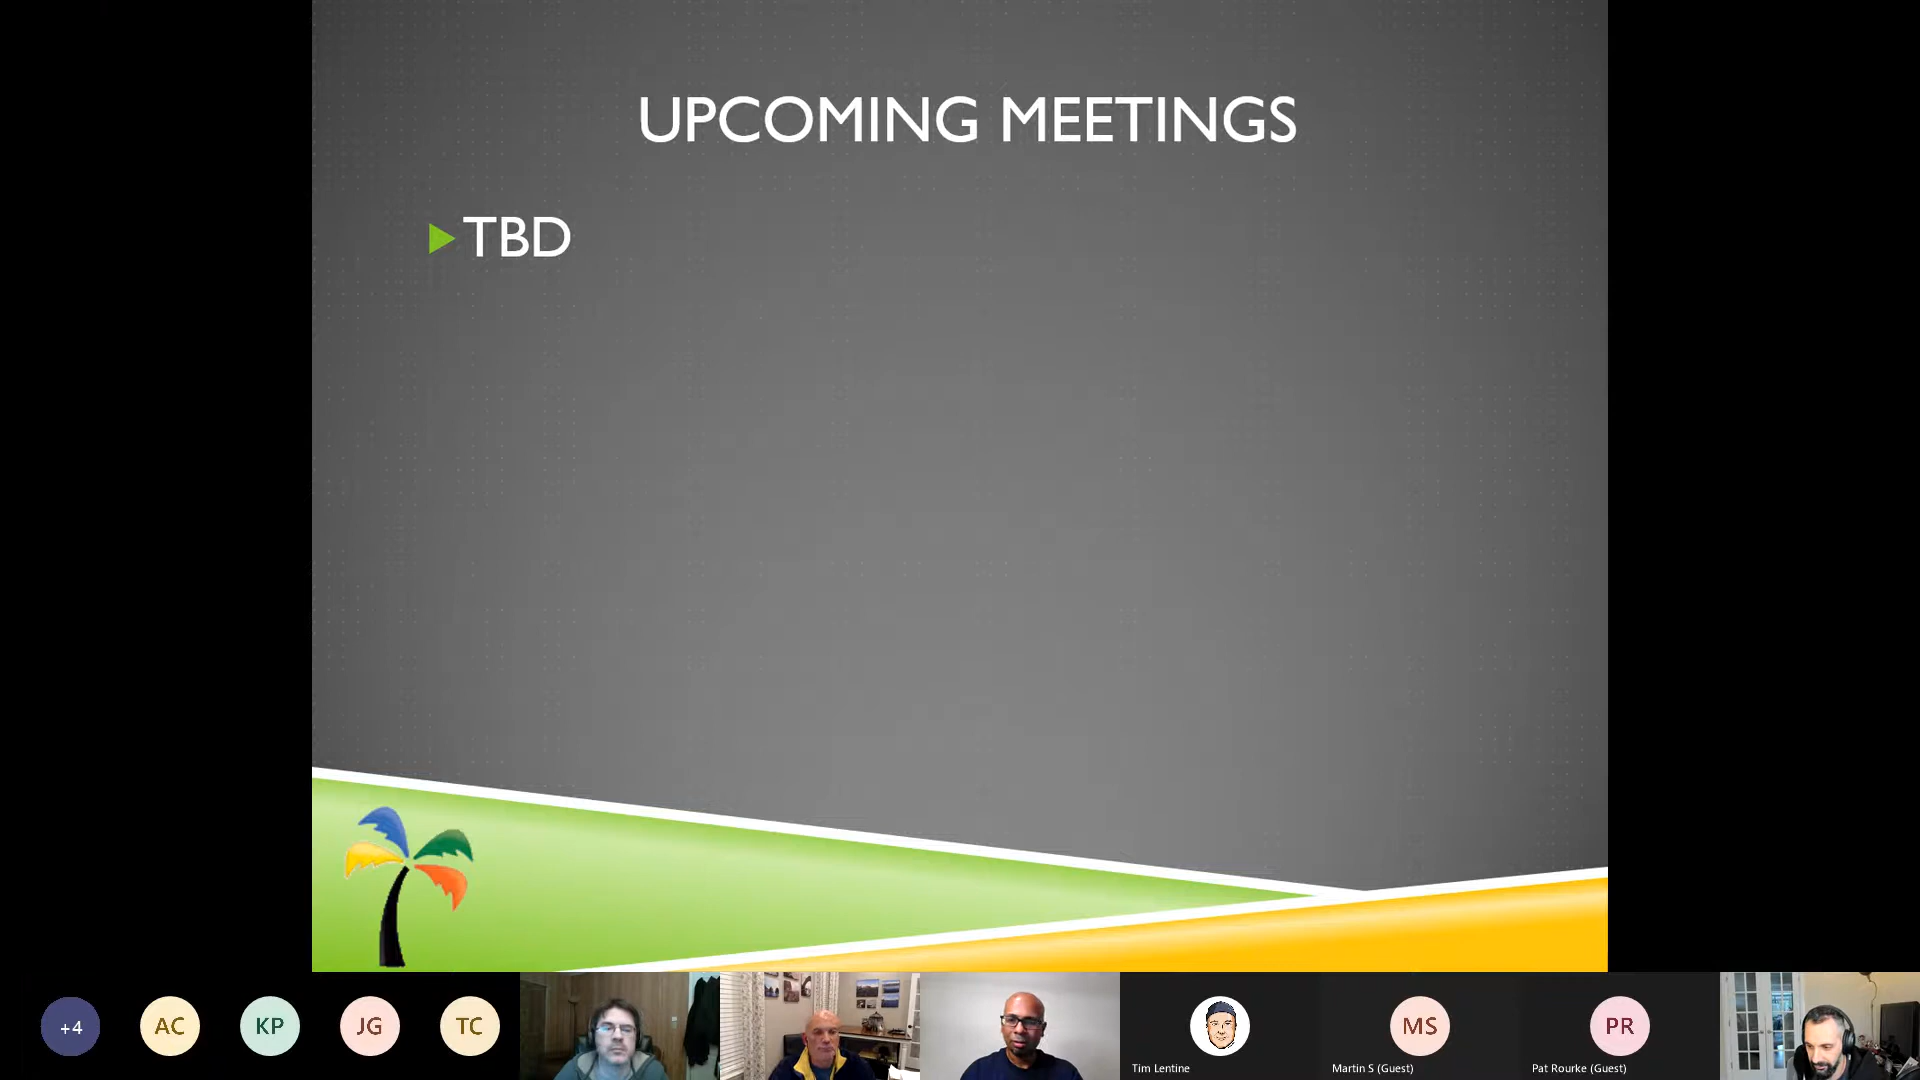 UPCOMING MEETINGS
TBD
+4
AC
KP
JG
TC
MS
PR
Tim Lentine
Martin S (Guest)
Pat Rourke (Guest)